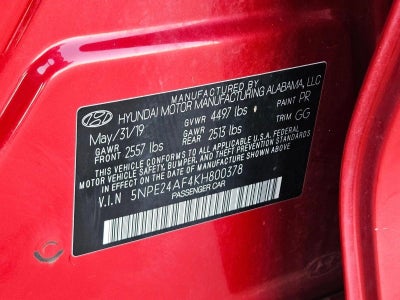 MANUFACTURED BY
HYUNDAI MOTOR MANUFACTURING ALABAMA, LLC
May/31/19 GVWR 4497 lbs PAINT PR
GAWR FRONT 2557 lbs GAWR REAR 2513 lbs TRIM GG
THIS VEHICLE CONFORMS TO ALL APPLICABLE U.S.A. FEDERAL
MOTOR VEHICLE SAFETY, BUMPER, AND THEFT PREVENTION
STANDARDS IN EFFECT ON THE DATE OF MANUFACTURE SHOWN ABOVE.
V.I.N 5NPE24AF4KH800378
PASSENGER CAR